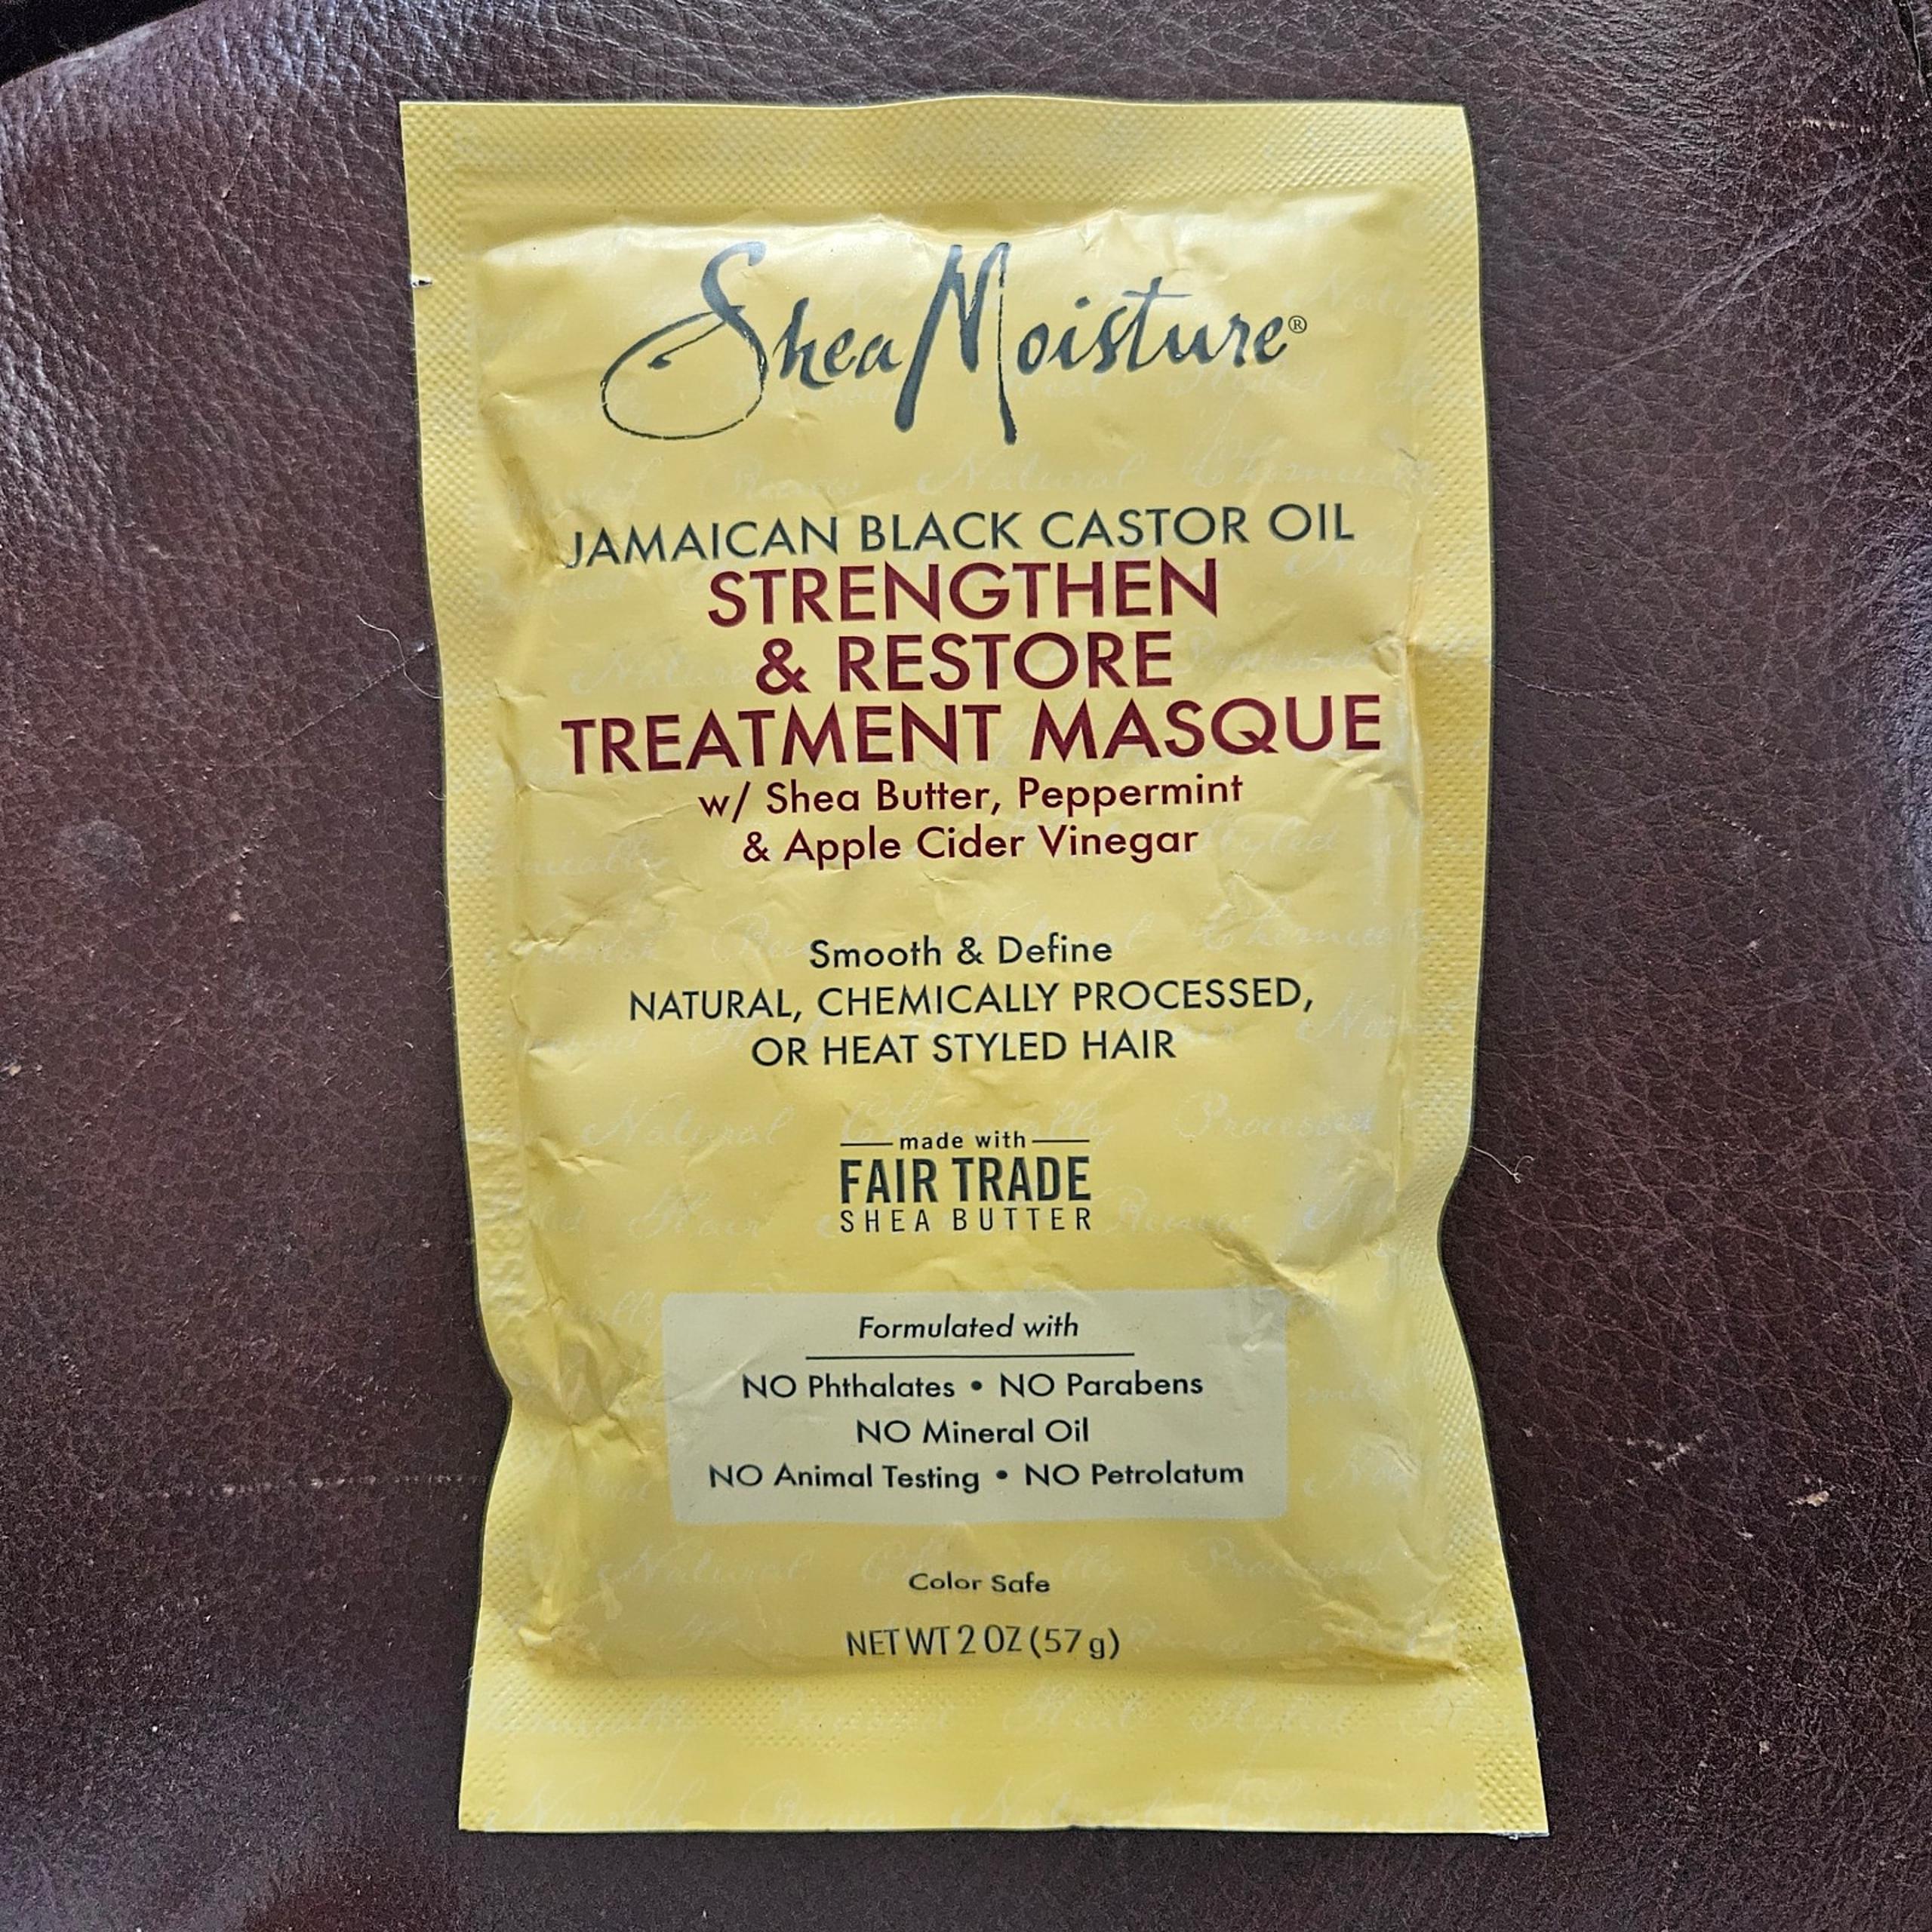 SheaMoisture®
JAMAICAN BLACK CASTOR OIL
STRENGTHEN
& RESTORE
TREATMENT MASQUE
w/ Shea Butter, Peppermint
& Apple Cider Vinegar
Smooth & Define
NATURAL, CHEMICALLY PROCESSED,
OR HEAT STYLED HAIR
made with
FAIR TRADE
SHEA BUTTER
Formulated with
NO Phthalates • NO Parabens
NO Mineral Oil
NO Animal Testing • NO Petrolatum
Color Safe
NET WT 2 OZ (57 g)